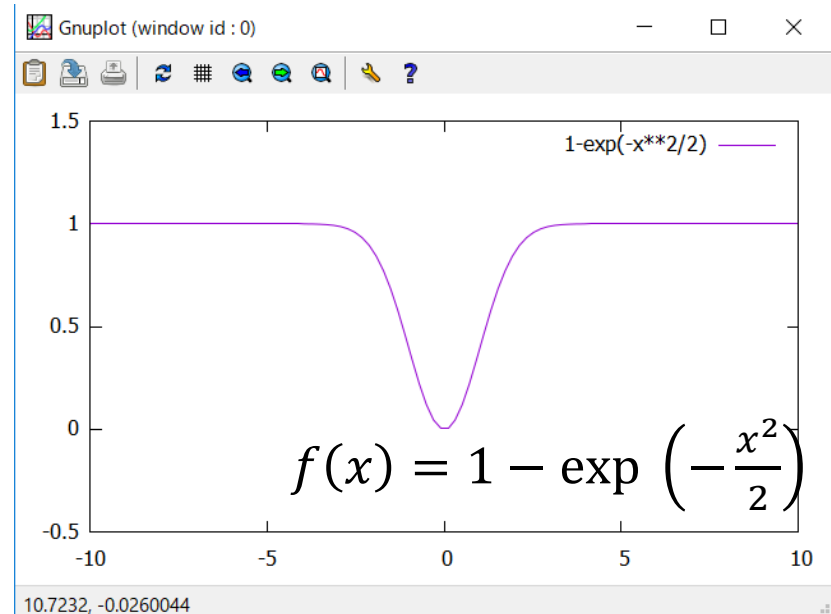 Gnuplot (window id : 0)
1.5
1-exp(-x**2/2)
1
0.5
0
f(x) = 1 − exp (−x²/2)
-0.5
-10 -5 0 5 10
10.7232, -0.0260044